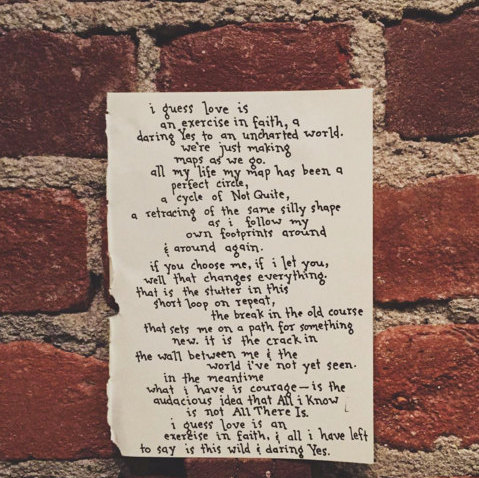 i guess love is
an exercise in faith, a
daring Yes to an uncharted world.
we're just making
maps as we go.
all my life my map has been a
perfect circle,
a cycle of Not Quite,
a retracing of the same silly shape
as i follow my
own footprints around
& around again.
if you choose me, if i let you,
well that changes everything.
that is the stutter in this
short loop on repeat,
the break in the old course
that sets me on a path for something
new. it is the crack in
the wall between me & the
world i've not yet seen.
in the meantime
what i have is courage — is the
audacious idea that All i Know
is not All There Is.
i guess love is an
exercise in faith, & all i have left
to say is this wild & daring Yes.